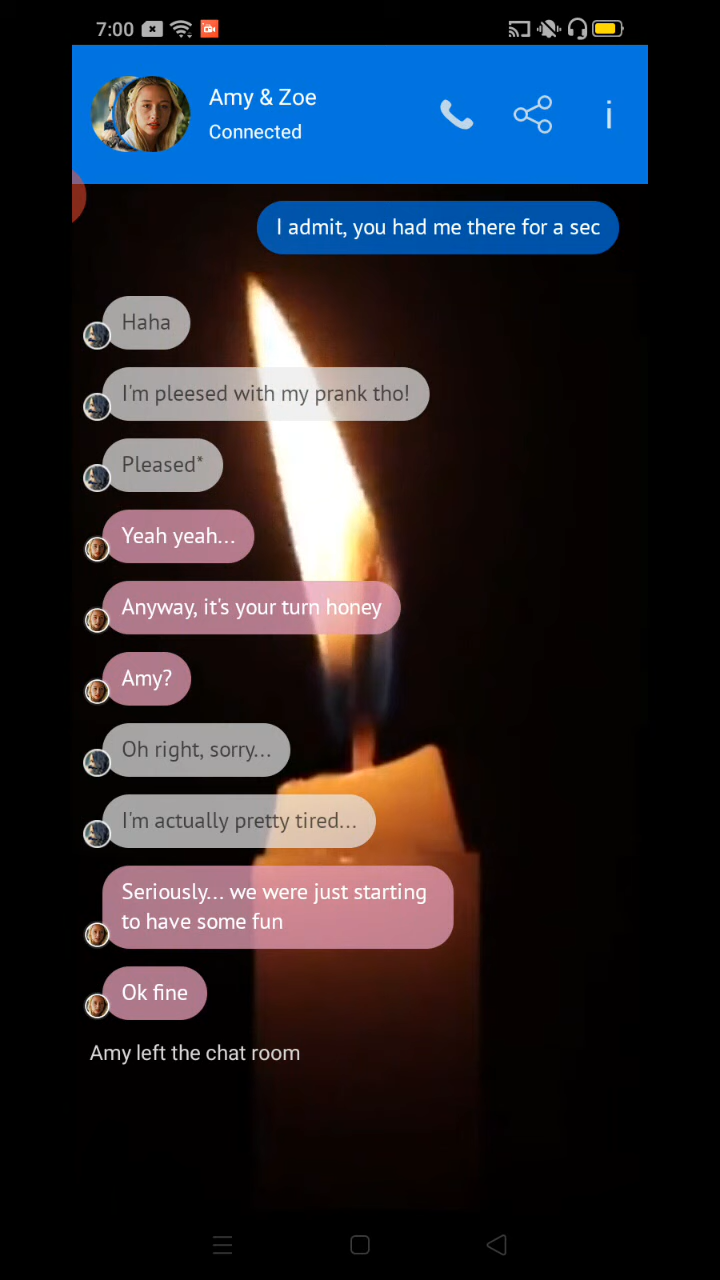 7:00
Amy & Zoe
Connected
I admit, you had me there for a sec
Haha
I'm pleesed with my prank tho!
Pleased*
Yeah yeah...
Anyway, it's your turn honey
Amy?
Oh right, sorry...
I'm actually pretty tired...
Seriously... we were just starting
to have some fun
Ok fine
Amy left the chat room